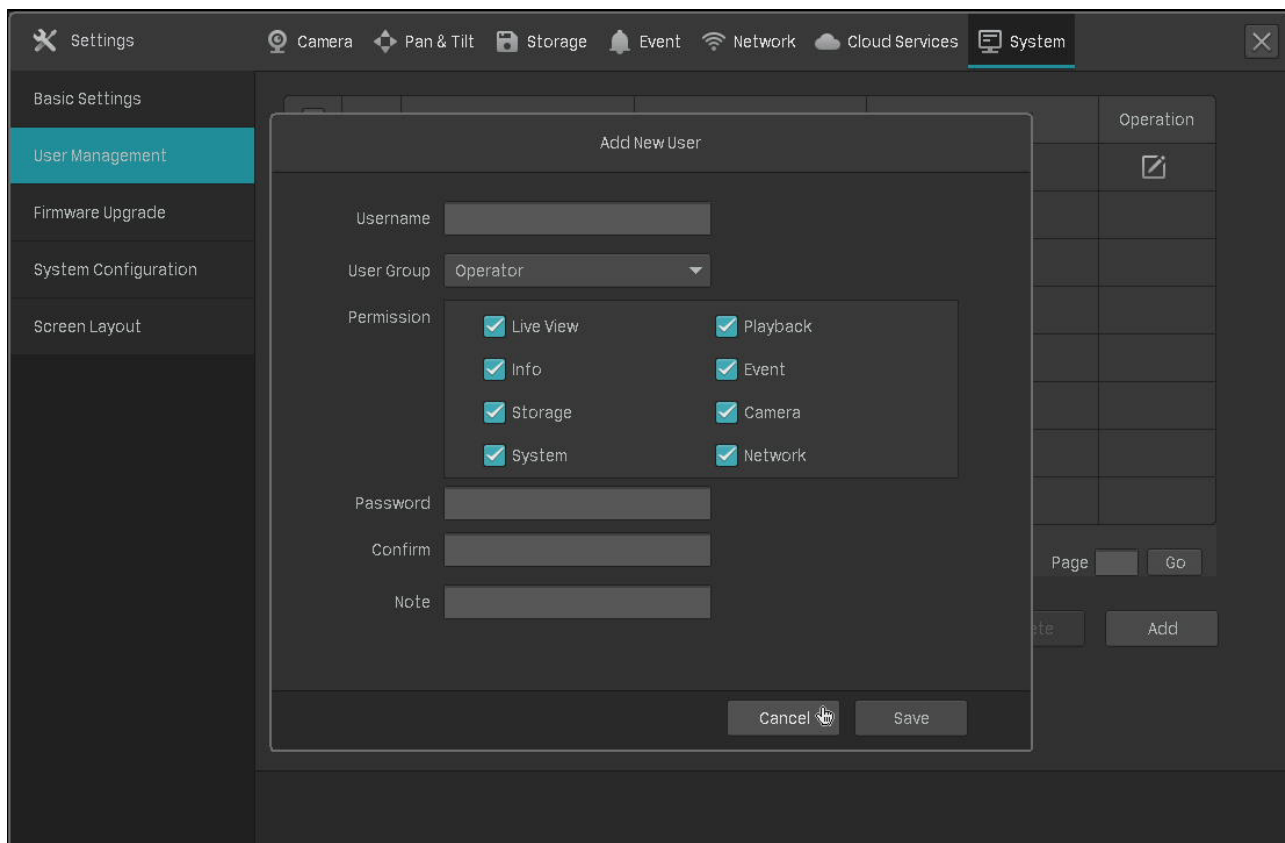 Settings
Camera Pan & Tilt Storage Event Network Cloud Services System
Basic Settings
User Management
Firmware Upgrade
System Configuration
Screen Layout
Operation
Add New User
Username
User Group Operator
Permission
Live View Playback
Info Event
Storage Camera
System Network
Password
Confirm
Note
Cancel Save
Page Go
Add